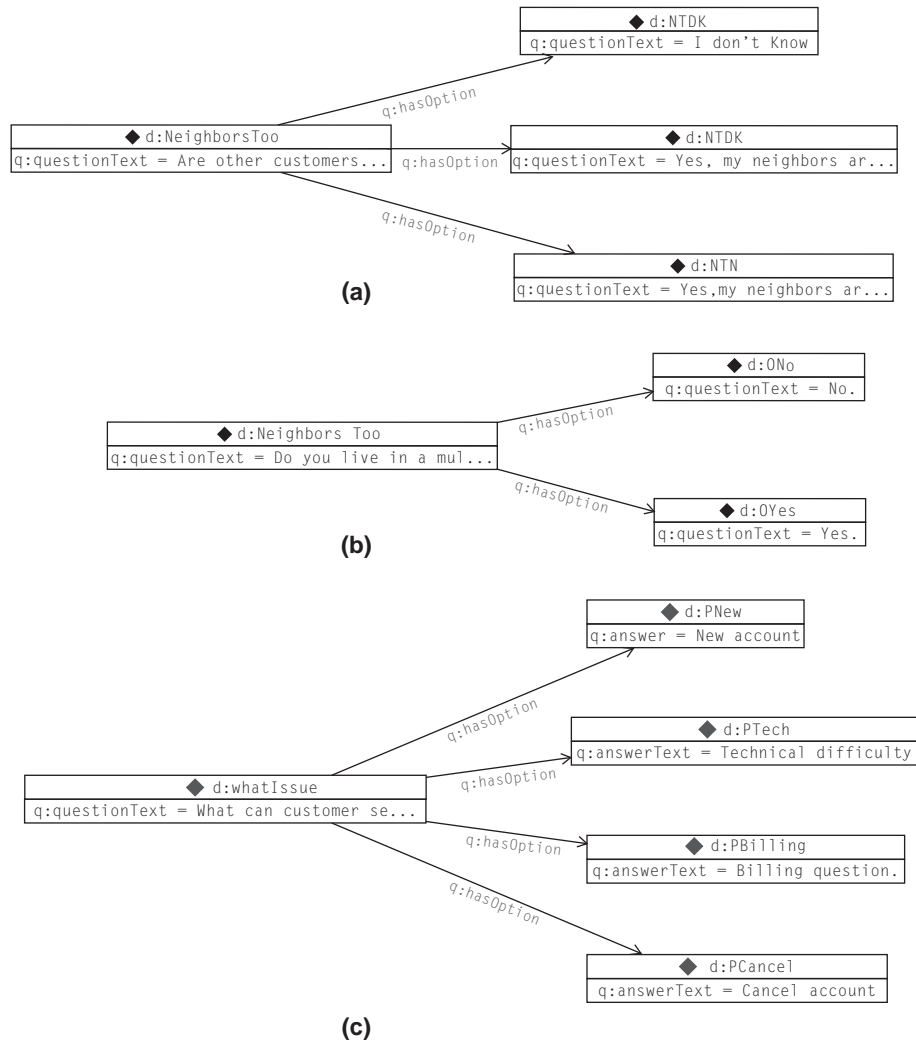 d:NTDK
q:questionText = I don't Know
q:hasOption
d:NeighborsToo
q:questionText = Are other customers...
q:hasOption
d:NTDK
q:questionText = Yes, my neighbors ar...
q:hasOption
d:NTN
q:questionText = Yes,my neighbors ar...
(a)
d:ONo
q:questionText = No.
q:hasOption
d:Neighbors Too
q:questionText = Do you live in a mul...
q:hasOption
d:OYes
q:questionText = Yes.
(b)
d:PNew
q:answer = New account
q:hasOption
d:PTech
q:answerText = Technical difficulty
q:hasOption
d:whatIssue
q:questionText = What can customer se...
q:hasOption
d:PBilling
q:answerText = Billing question.
q:hasOption
d:PCancel
q:answerText = Cancel account
(c)